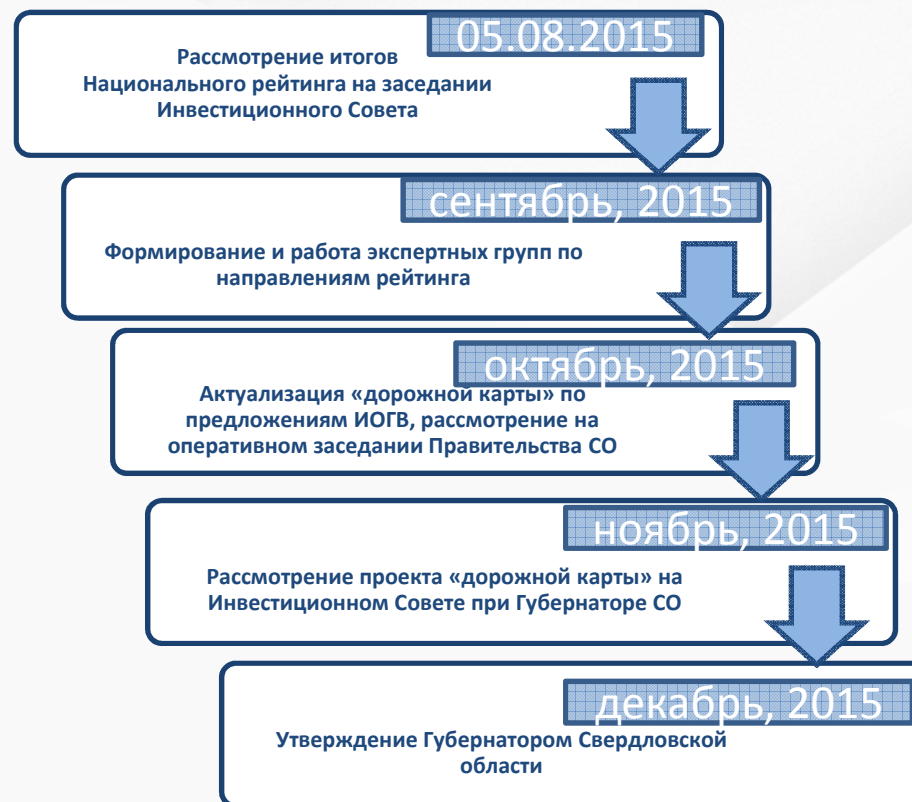 05.08.2015
Рассмотрение итогов
Национального рейтинга на заседании
Инвестиционного Совета
сентябрь, 2015
Формирование и работа экспертных групп по
направлениям рейтинга
октябрь, 2015
Актуализация «дорожной карты» по
предложениям ИОГВ, рассмотрение на
оперативном заседании Правительства СО
ноябрь, 2015
Рассмотрение проекта «дорожной карты» на
Инвестиционном Совете при Губернаторе СО
декабрь, 2015
Утверждение Губернатором Свердловской
области